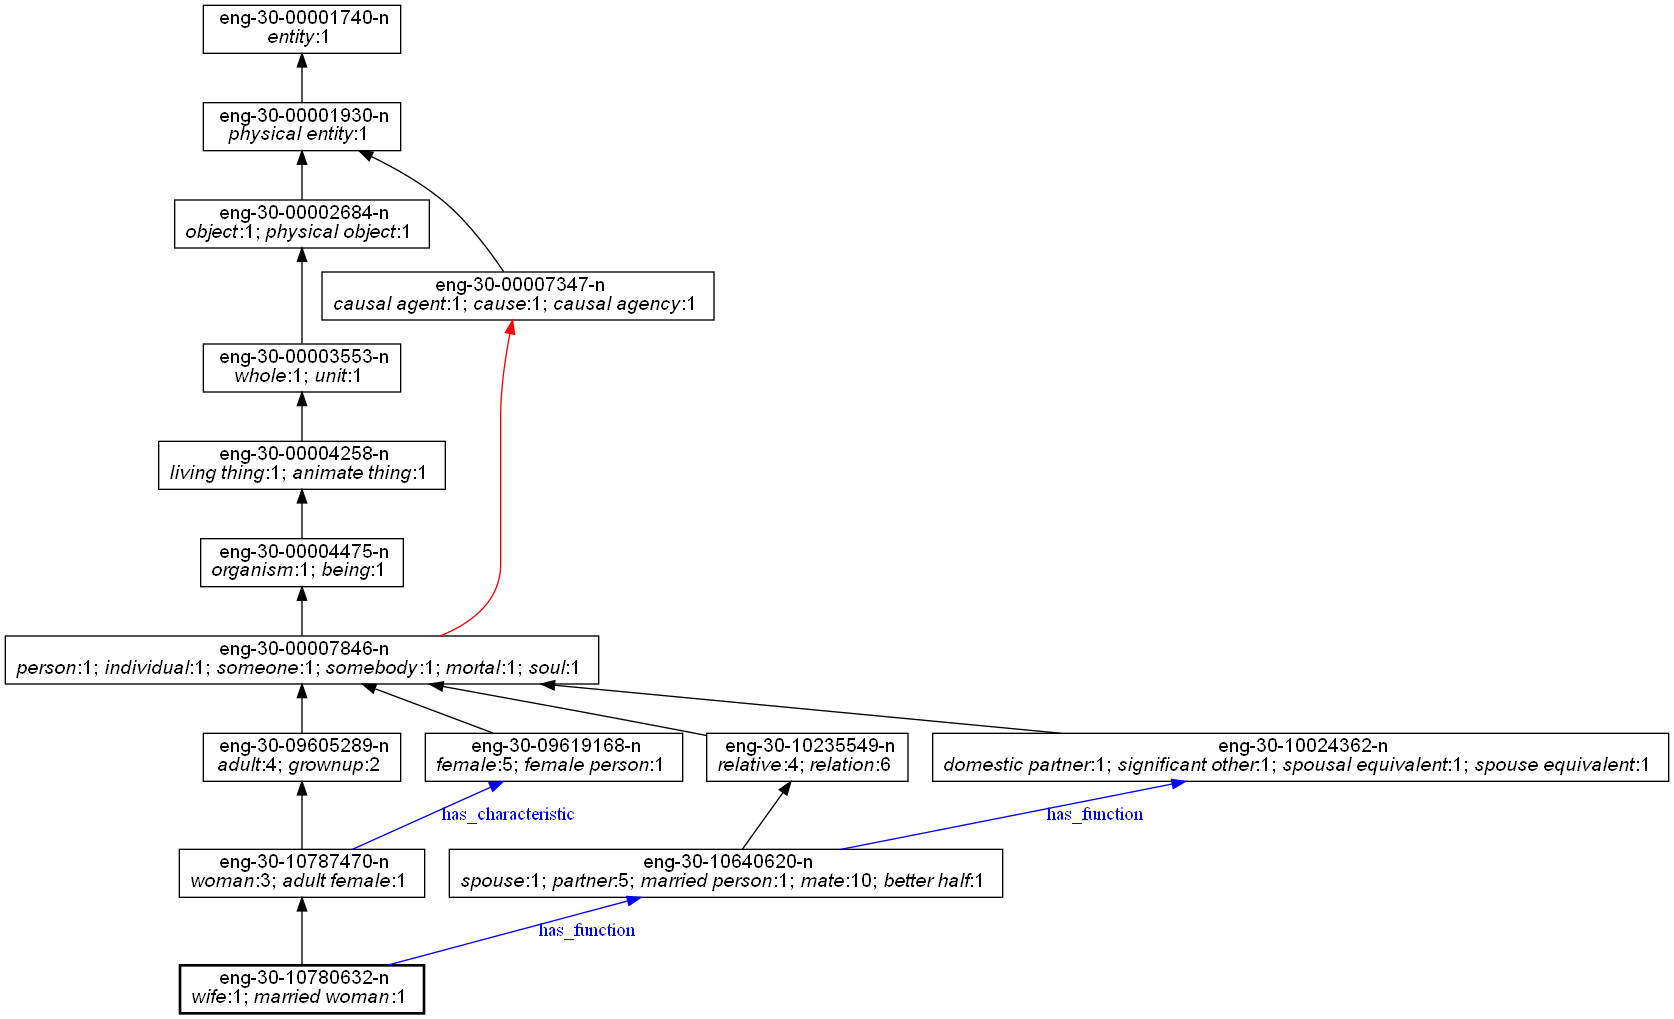 eng-30-00001740-n
entity:1
eng-30-00001930-n
physical entity:1
eng-30-00002684-n
object:1; physical object:1
eng-30-00007347-n
causal agent:1; cause:1; causal agency:1
eng-30-00003553-n
whole:1; unit:1
eng-30-00004258-n
living thing:1; animate thing:1
eng-30-00004475-n
organism:1; being:1
eng-30-00007846-n
person:1; individual:1; someone:1; somebody:1; mortal:1; soul:1
eng-30-09605289-n
adult:4; grownup:2
eng-30-09619168-n
female:5; female person:1
eng-30-10235549-n
relative:4; relation:6
eng-30-10024362-n
domestic partner:1; significant other:1; spousal equivalent:1; spouse equivalent:1
has_characteristic
has_function
eng-30-10787470-n
woman:3; adult female:1
eng-30-10640620-n
spouse:1; partner:5; married person:1; mate:10; better half:1
has_function
eng-30-10780632-n
wife:1; married woman:1